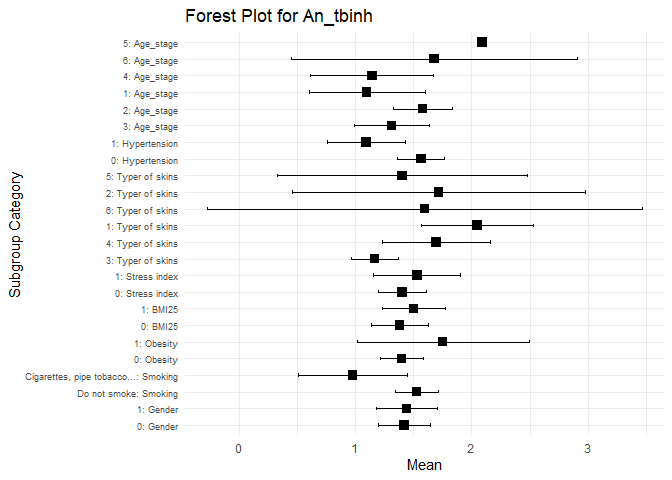 Forest Plot for An_tbinh
Subgroup Category
5: Age_stage
6: Age_stage
4: Age_stage
1: Age_stage
2: Age_stage
3: Age_stage
1: Hypertension
0: Hypertension
5: Typer of skins
2: Typer of skins
6: Typer of skins
1: Typer of skins
4: Typer of skins
3: Typer of skins
1: Stress index
0: Stress index
1: BMI25
0: BMI25
1: Obesity
0: Obesity
Cigarettes, pipe tobacco...: Smoking
Do not smoke: Smoking
1: Gender
0: Gender
0 1 2 3
Mean